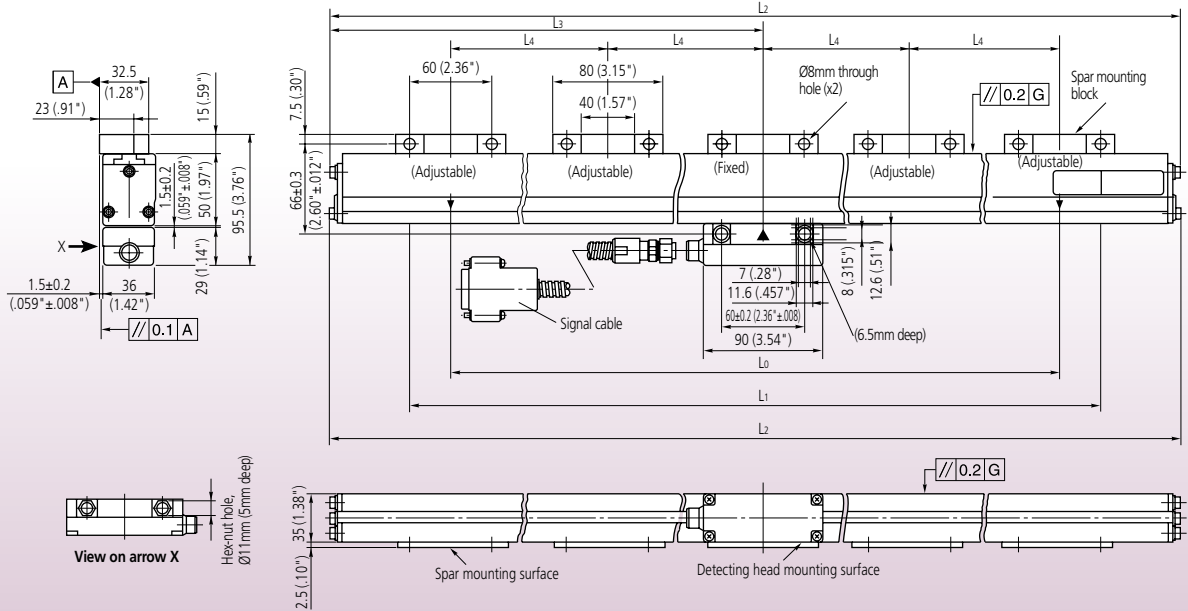 L2
L3
L4
L4
L4
L4
A
32.5
(1.28")
23 (.91")
15 (.59")
7.5 (.30")
60 (2.36")
80 (3.15")
40 (1.57")
Ø8mm through
hole (x2)
// 0.2 G
Spar mounting
block
(Adjustable)
(Adjustable)
(Fixed)
(Adjustable)
(Adjustable)
1.5±0.2
(.059"±.008")
50 (1.97")
95.5 (3.76")
66±0.3
(2.60"±.012")
X
29 (1.14")
1.5±0.2
(.059"±.008")
36
(1.42")
// 0.1 A
7 (.28")
11.6 (.457")
60±0.2 (2.36"±.008)
90 (3.54")
8 (.315")
12.6 (.51")
(6.5mm deep)
Signal cable
L0
L1
L2
// 0.2 G
Hex-nut hole,
Ø11mm (5mm deep)
View on arrow X
35 (1.38")
2.5 (.10")
Spar mounting surface
Detecting head mounting surface